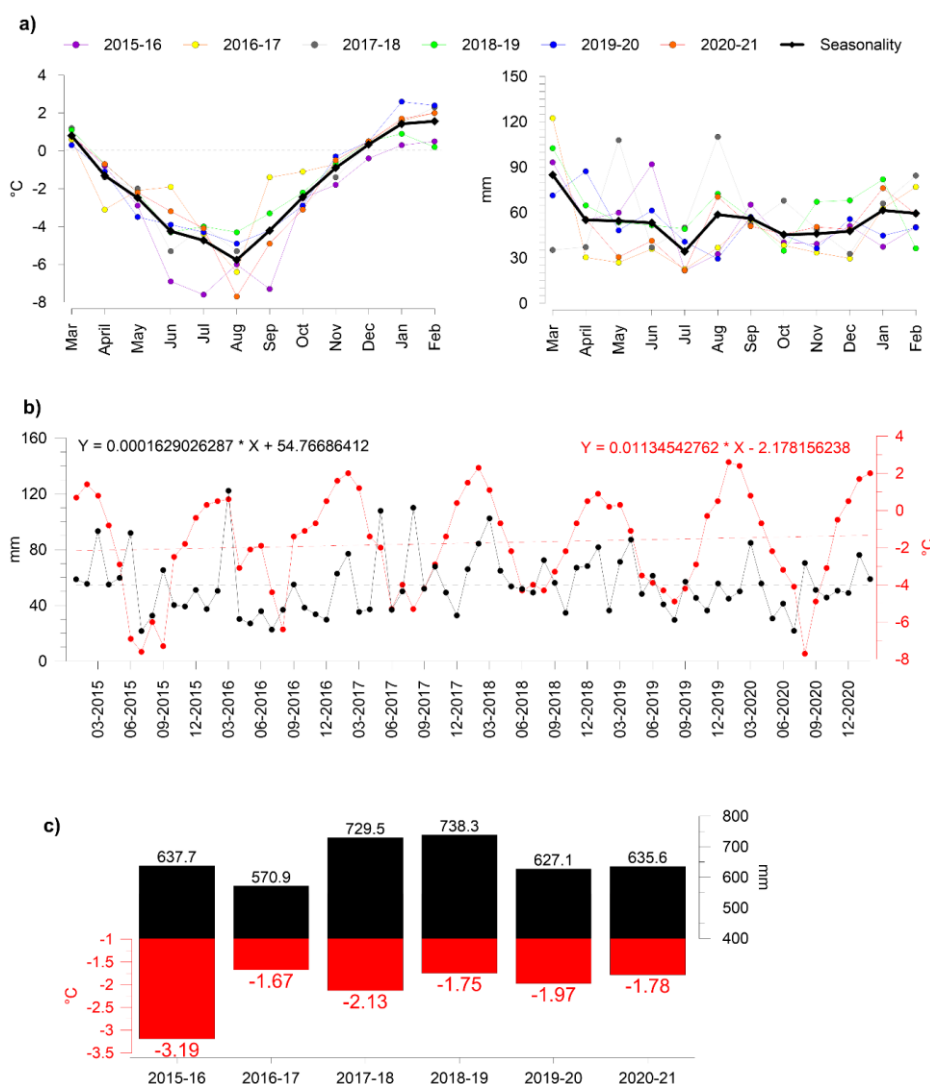 a)
2015-16 2016-17 2017-18 2018-19 2019-20 2020-21 Seasonality
4
2
0
-2
-4
-6
-8
°C
Mar April May Jun Jul Aug Sep Oct Nov Dec Jan Feb
150
120
90
60
30
0
mm
Mar April May Jun Jul Aug Sep Oct Nov Dec Jan Feb
b)
Y = 0.0001629026287 * X + 54.76686412
Y = 0.01134542762 * X - 2.178156238
160
120
80
40
0
mm
4
2
0
-2
-4
-6
-8
°C
03-2015 06-2015 09-2015 12-2015 03-2016 06-2016 09-2016 12-2016 03-2017 06-2017 09-2017 12-2017 03-2018 06-2018 09-2018 12-2018 03-2019 06-2019 09-2019 12-2019 03-2020 06-2020 09-2020 12-2020
c)
637.7 570.9 729.5 738.3 627.1 635.6
800
700
600
500
400
mm
-1
-1.5
-2
-2.5
-3
-3.5
°C
-3.19 -1.67 -2.13 -1.75 -1.97 -1.78
2015-16 2016-17 2017-18 2018-19 2019-20 2020-21